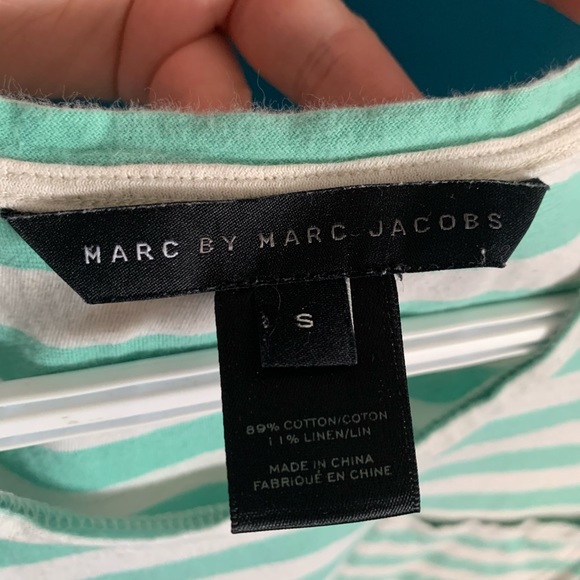 MARC BY MARC JACOBS
S
89% COTTON/COTON
11% LINEN/LIN
MADE IN CHINA
FABRIQUÉ EN CHINE